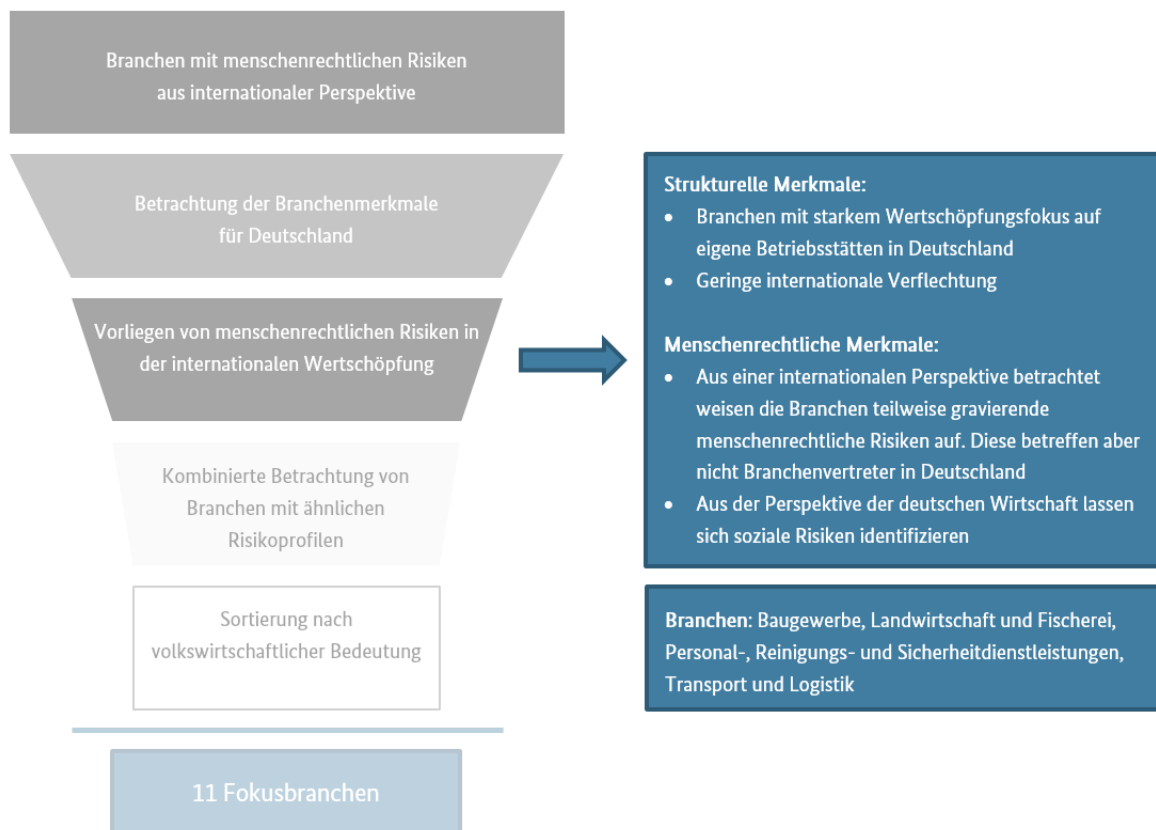 Branchen mit menschenrechtlichen Risiken
aus internationaler Perspektive
Betrachtung der Branchenmerkmale
für Deutschland
Vorliegen von menschenrechtlichen Risiken in
der internationalen Wertschöpfung
Kombinierte Betrachtung von
Branchen mit ähnlichen
Risikoprofilen
Sortierung nach
volkswirtschaftlicher Bedeutung
11 Fokusbranchen
Strukturelle Merkmale:
• Branchen mit starkem Wertschöpfungsfokus auf
eigene Betriebsstätten in Deutschland
• Geringe internationale Verflechtung
Menschenrechtliche Merkmale:
• Aus einer internationalen Perspektive betrachtet
weisen die Branchen teilweise gravierende
menschenrechtliche Risiken auf. Diese betreffen aber
nicht Branchenvertreter in Deutschland
• Aus der Perspektive der deutschen Wirtschaft lassen
sich soziale Risiken identifizieren
Branchen: Baugewerbe, Landwirtschaft und Fischerei,
Personal-, Reinigungs- und Sicherheitdienstleistungen,
Transport und Logistik